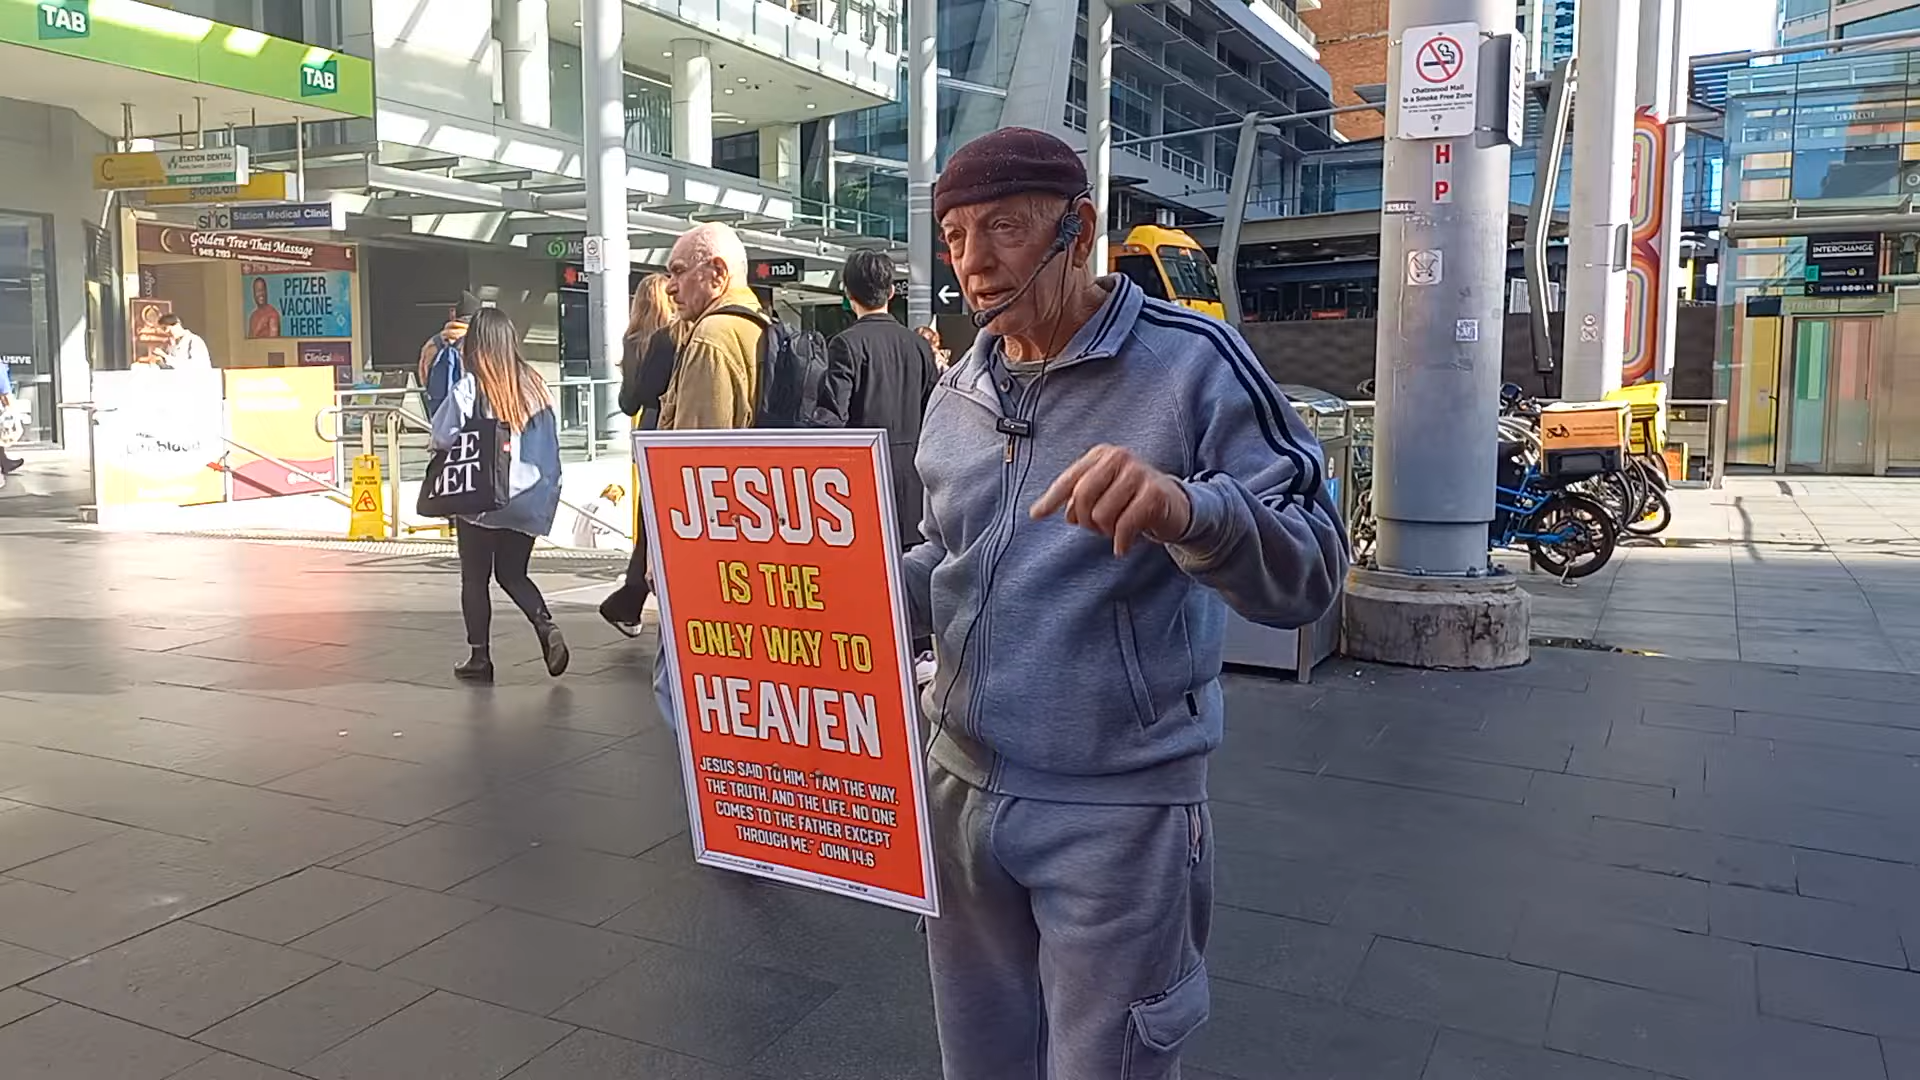 TAB
TAB
STATION DENTAL
SMC Station Medical Clinic
Golden Tree Thai Massage
PFIZER
VACCINE
HERE
nab
Chatswood Mall
is a Smoke Free Zone
H
P
INTERCHANGE
JESUS
IS THE
ONLY WAY TO
HEAVEN
JESUS SAID TO HIM, "I AM THE WAY,
THE TRUTH, AND THE LIFE. NO ONE
COMES TO THE FATHER EXCEPT
THROUGH ME." JOHN 14:6